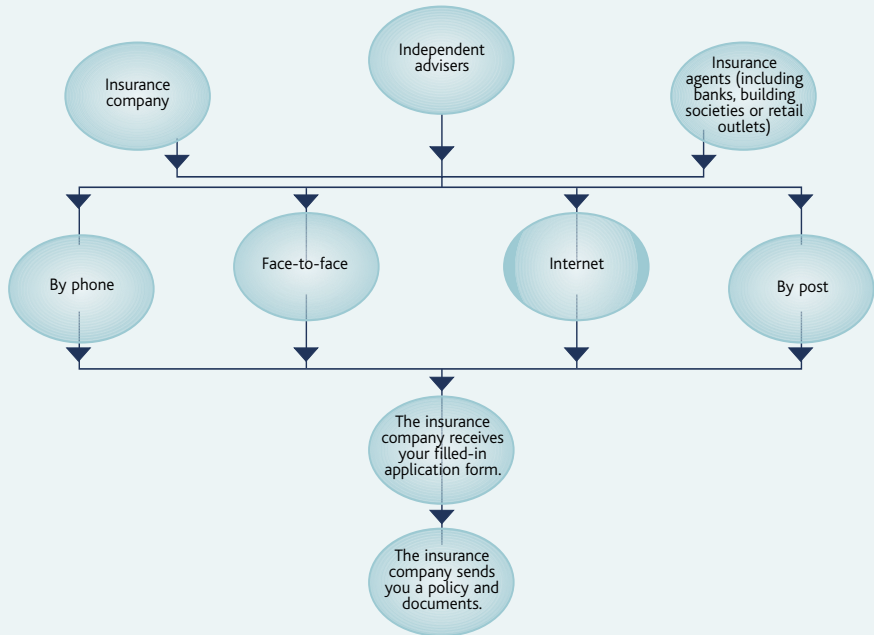 Insurance
company
Independent
advisers
Insurance
agents (including
banks, building
societies or retail
outlets)
By phone
Face-to-face
Internet
By post
The insurance
company receives
your filled-in
application form.
The insurance
company sends
you a policy and
documents.